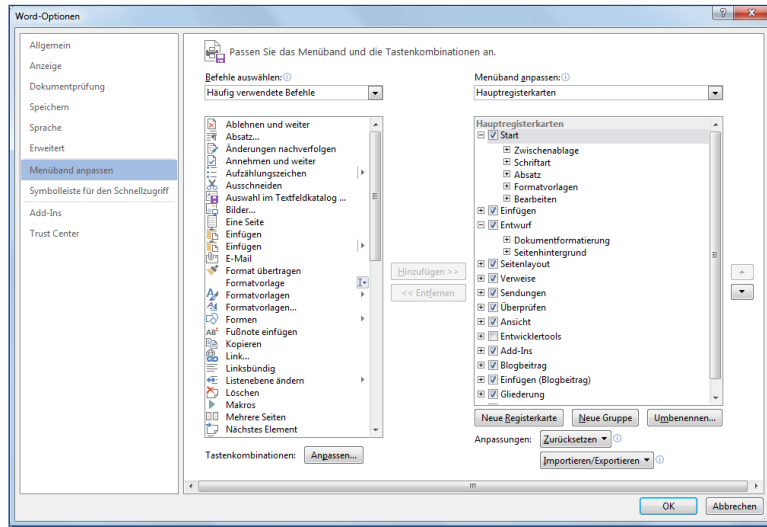 Word-Optionen
Allgemein
Anzeige
Dokumentprüfung
Speichern
Sprache
Erweitert
Menüband anpassen
Symbolleiste für den Schnellzugriff
Add-Ins
Trust Center
Passen Sie das Menüband und die Tastenkombinationen an.
Befehle auswählen:
Häufig verwendete Befehle
Ablehnen und weiter
Absatz...
Änderungen nachverfolgen
Annehmen und weiter
Aufzählungszeichen
Ausschneiden
Auswahl im Textfeldkatalog ...
Bilder...
Eine Seite
Einfügen
Einfügen
E-Mail
Format übertragen
Formatvorlage
Formatvorlagen
Formatvorlagen...
Formen
Fußnote einfügen
Kopieren
Link...
Linksbündig
Listenebene ändern
Löschen
Makros
Mehrere Seiten
Nächstes Element
Tastenkombinationen: Anpassen...
Hinzufügen >>
<< Entfernen
Menüband anpassen:
Hauptregisterkarten
Hauptregisterkarten
Start
Zwischenablage
Schriftart
Absatz
Formatvorlagen
Bearbeiten
Einfügen
Entwurf
Dokumentformatierung
Seitenhintergrund
Seitenlayout
Verweise
Sendungen
Überprüfen
Ansicht
Entwicklertools
Add-Ins
Blogbeitrag
Einfügen (Blogbeitrag)
Gliederung
Neue Registerkarte Neue Gruppe Umbenennen...
Anpassungen: Zurücksetzen
Importieren/Exportieren
OK Abbrechen